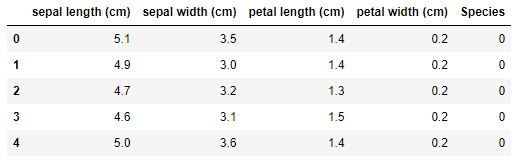 sepal length (cm) sepal width (cm) petal length (cm) petal width (cm) Species
0 5.1 3.5 1.4 0.2 0
1 4.9 3.0 1.4 0.2 0
2 4.7 3.2 1.3 0.2 0
3 4.6 3.1 1.5 0.2 0
4 5.0 3.6 1.4 0.2 0